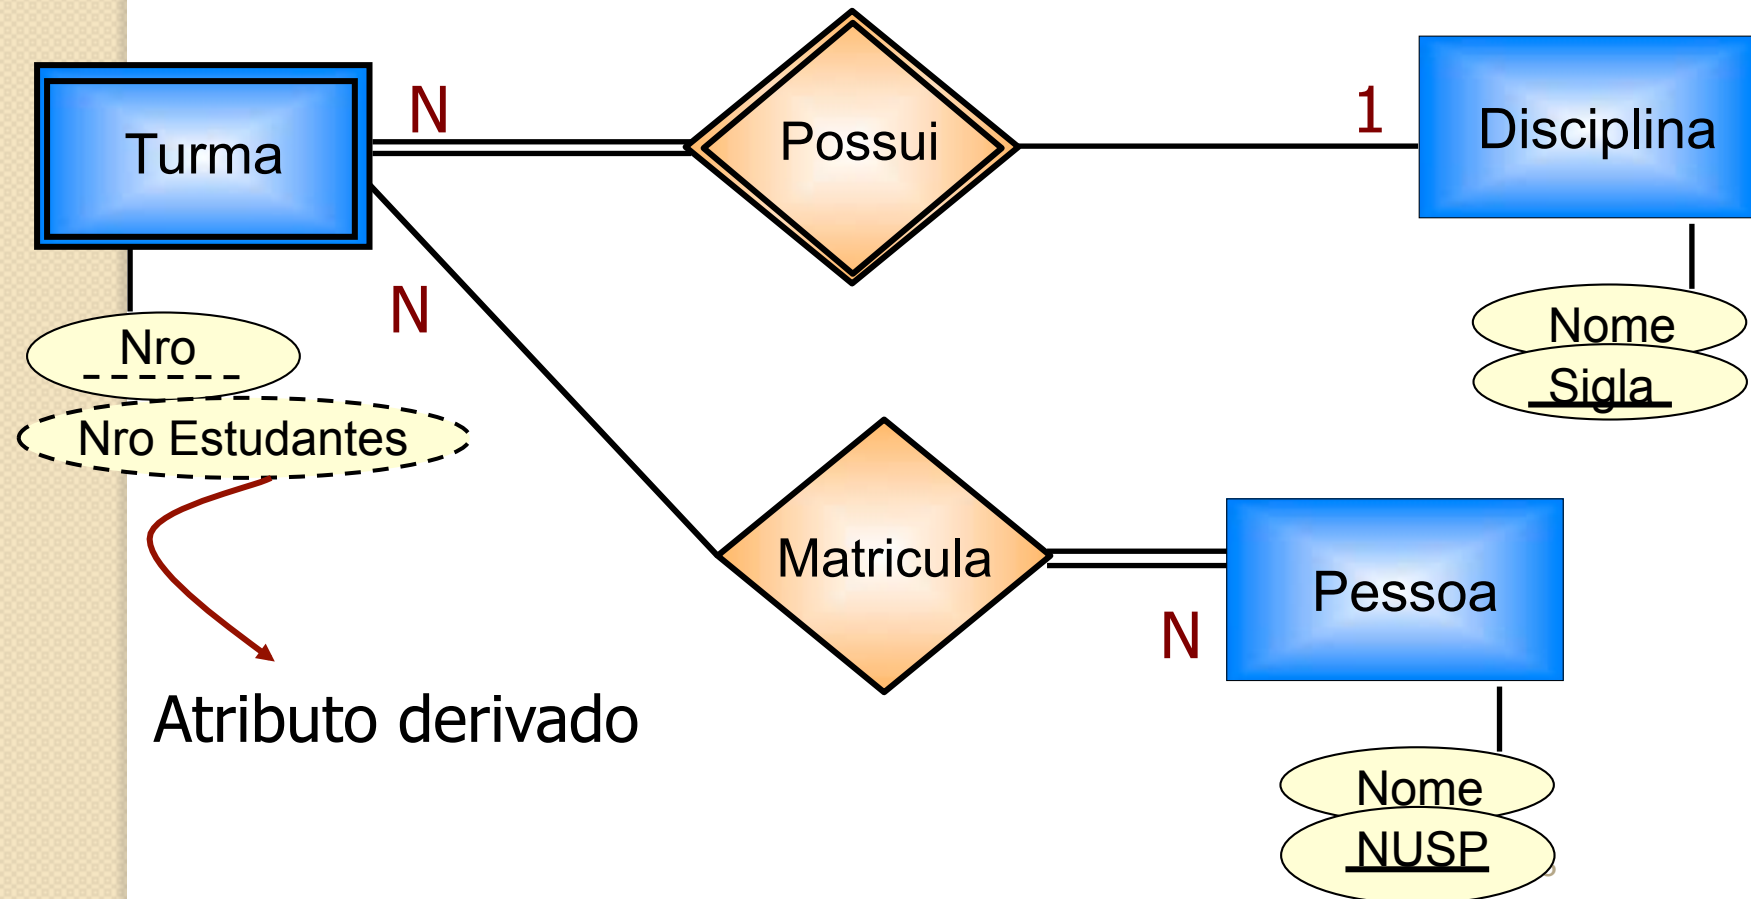 N
1
Turma
Possui
Disciplina
N
Nro
Nome
Nro Estudantes
Sigla
Matricula
Pessoa
N
Atributo derivado
Nome
NUSP